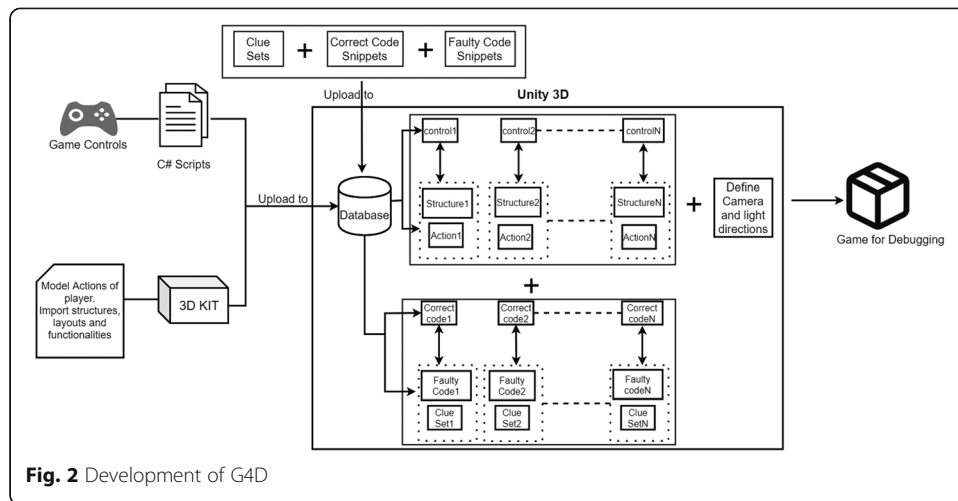 Clue
Sets
+
Correct Code
Snippets
+
Faulty Code
Snippets
Upload to
Unity 3D
Game Controls
C# Scripts
Upload to
Database
control1
control2
controlN
Structure1
Structure2
StructureN
Action1
Action2
ActionN
+
Define
Camera
and light
directions
Game for Debugging
Model Actions of
player.
Import structures,
layouts and
functionalities
3D KIT
+
Correct
code1
Correct
code2
Correct
codeN
Faulty
Code1
Faulty
Code2
Faulty
codeN
Clue
Set1
Clue
Set2
Clue
SetN
Fig. 2 Development of G4D